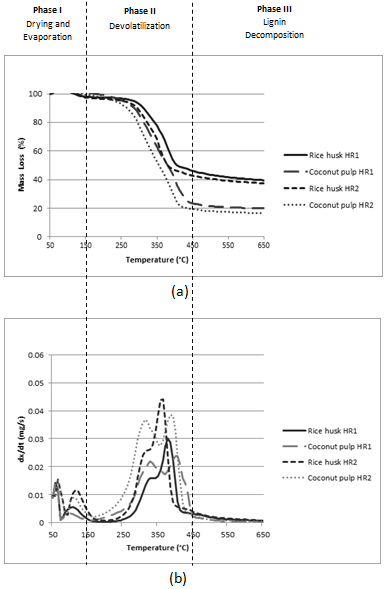 Phase I
Drying and
Evaporation
Phase II
Devolatilization
Phase III
Lignin
Decomposition
Mass Loss (%)
100
80
60
40
20
0
50 150 250 350 450 550 650
Temperature (°C)
Rice husk HR1
Coconut pulp HR1
Rice husk HR2
Coconut pulp HR2
(a)
dx/dt (mg/s)
0.06
0.05
0.04
0.03
0.02
0.01
0
50 150 250 350 450 550 650
Temperature (°C)
Rice husk HR1
Coconut pulp HR1
Rice husk HR2
Coconut pulp HR2
(b)